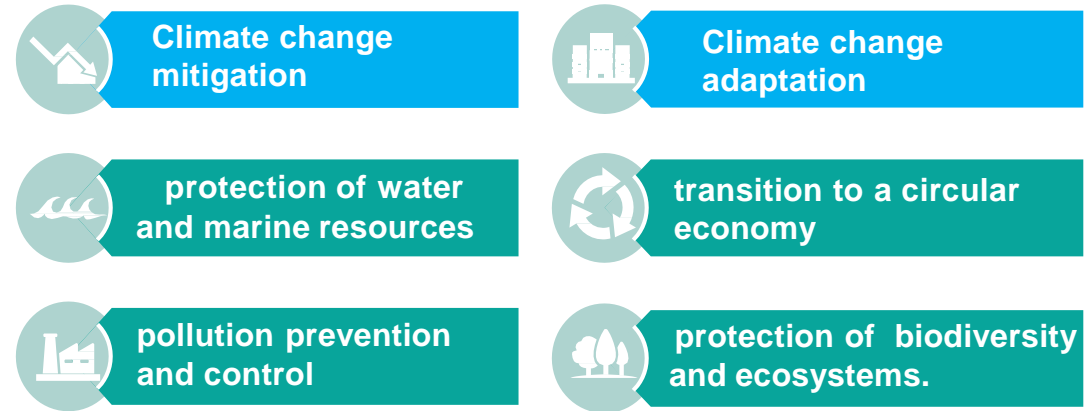 Climate change
mitigation
Climate change
adaptation
protection of water
and marine resources
transition to a circular
economy
pollution prevention
and control
protection of biodiversity
and ecosystems.